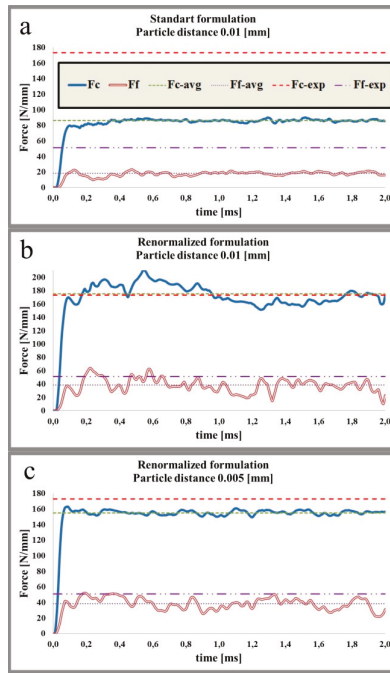 a
Standart formulation
Particle distance 0.01 [mm]
180
160
140
120
100
80
60
40
20
0
Force [N/mm]
Fc Ff Fc-avg Ff-avg Fc-exp Ff-exp
0,0 0,2 0,4 0,6 0,8 1,0 1,2 1,4 1,6 1,8 2,0
time [ms]
b
Renormalized formulation
Particle distance 0.01 [mm]
200
180
160
140
120
100
80
60
40
20
0
Force [N/mm]
0,0 0,2 0,4 0,6 0,8 1,0 1,2 1,4 1,6 1,8 2,0
time [ms]
c
Renormalized formulation
Particle distance 0.005 [mm]
180
160
140
120
100
80
60
40
20
0
Force [N/mm]
0,0 0,2 0,4 0,6 0,8 1,0 1,2 1,4 1,6 1,8 2,0
time [ms]